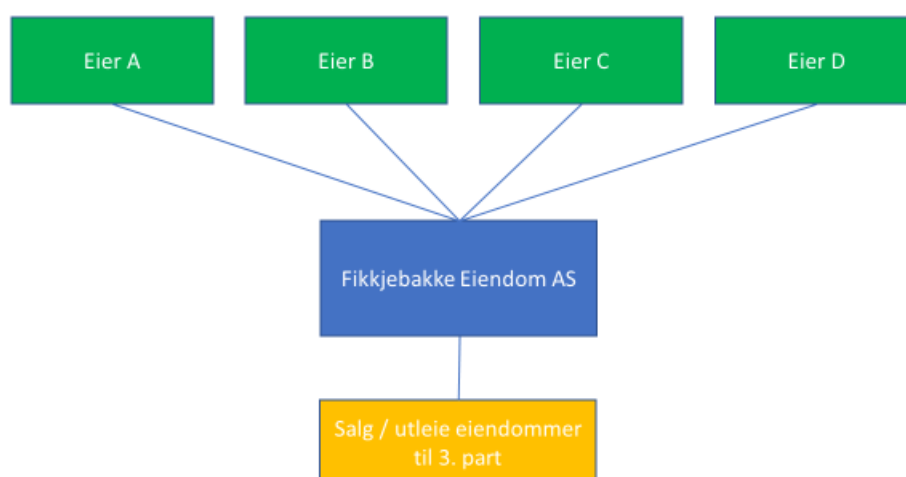 Eier A
Eier B
Eier C
Eier D
Fikkjebakke Eiendom AS
Salg / utleie eiendommer
til 3. part